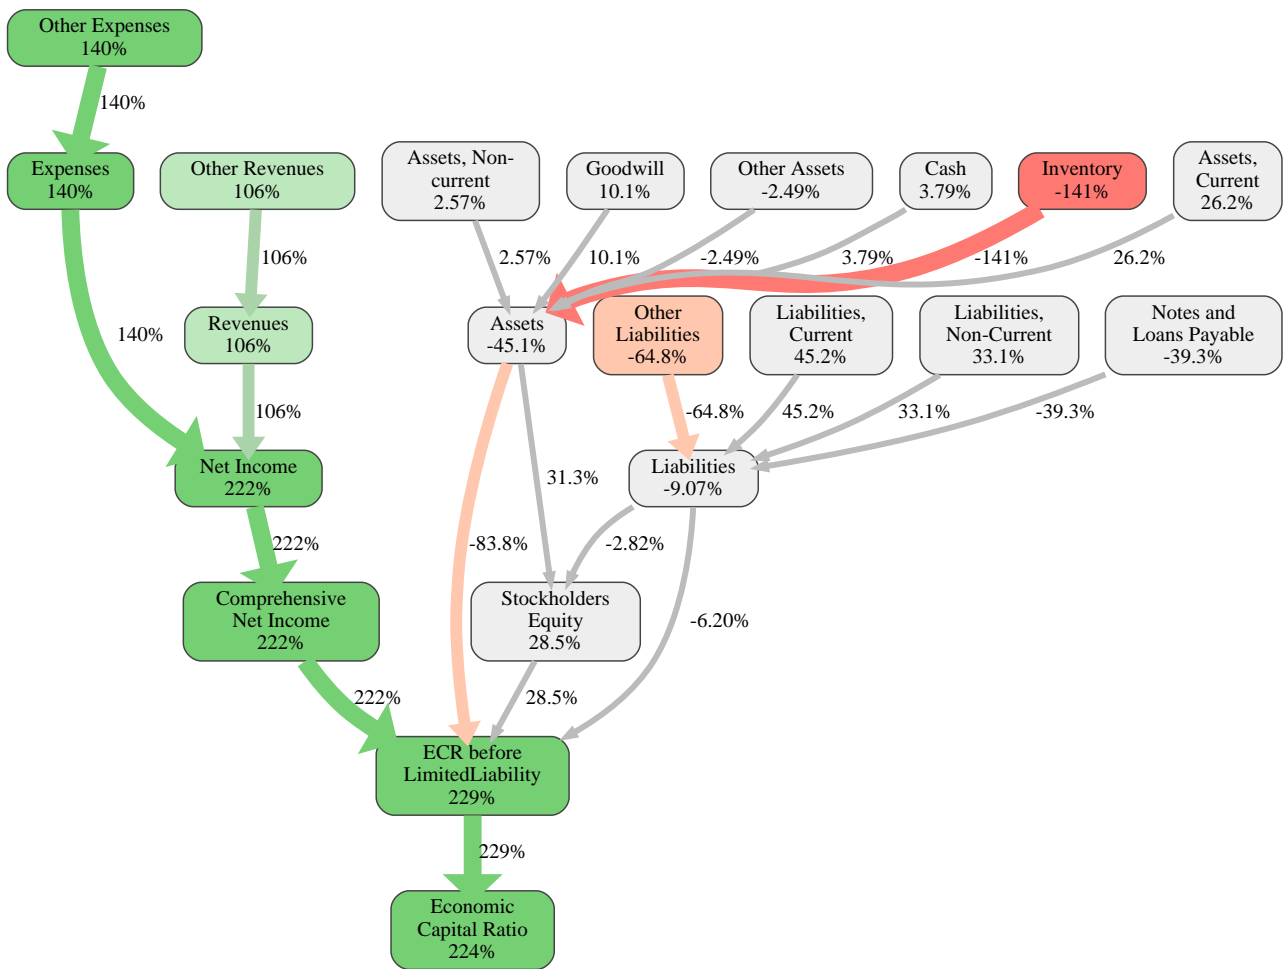 Other Expenses
140%
140%
Expenses
140%
Other Revenues
106%
Assets, Non-
current
2.57%
Goodwill
10.1%
Other Assets
-2.49%
Cash
3.79%
Inventory
-141%
Assets,
Current
26.2%
106%
2.57%
10.1%
-2.49%
3.79%
-141%
26.2%
140%
Revenues
106%
Assets
-45.1%
Other
Liabilities
-64.8%
Liabilities,
Current
45.2%
Liabilities,
Non-Current
33.1%
Notes and
Loans Payable
-39.3%
106%
-64.8%
45.2%
33.1%
-39.3%
Net Income
222%
31.3%
Liabilities
-9.07%
222%
-83.8%
-2.82%
Comprehensive
Net Income
222%
Stockholders
Equity
28.5%
-6.20%
222%
28.5%
ECR before
LimitedLiability
229%
229%
Economic
Capital Ratio
224%